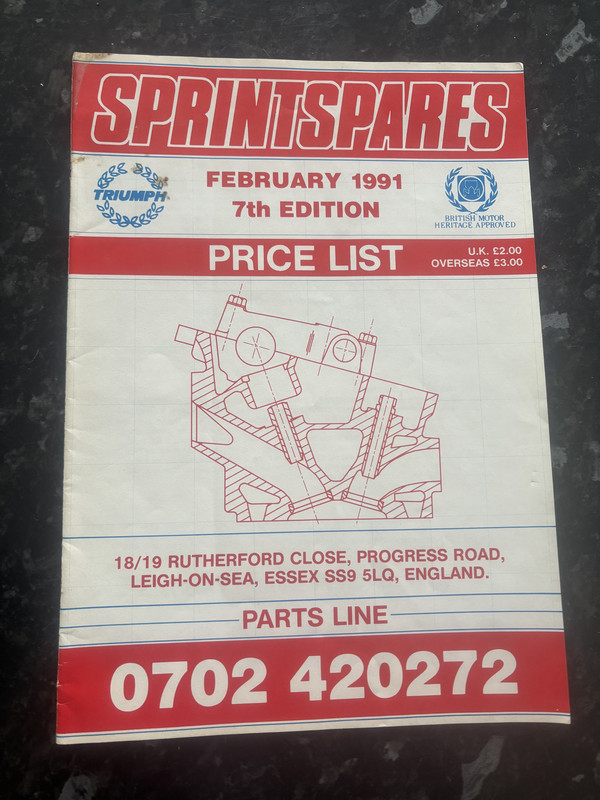 SPRINTSPARES
TRIUMPH
FEBRUARY 1991
7th EDITION
BRITISH MOTOR
HERITAGE APPROVED
PRICE LIST
U.K. £2.00
OVERSEAS £3.00
18/19 RUTHERFORD CLOSE, PROGRESS ROAD,
LEIGH-ON-SEA, ESSEX SS9 5LQ, ENGLAND.
PARTS LINE
0702 420272